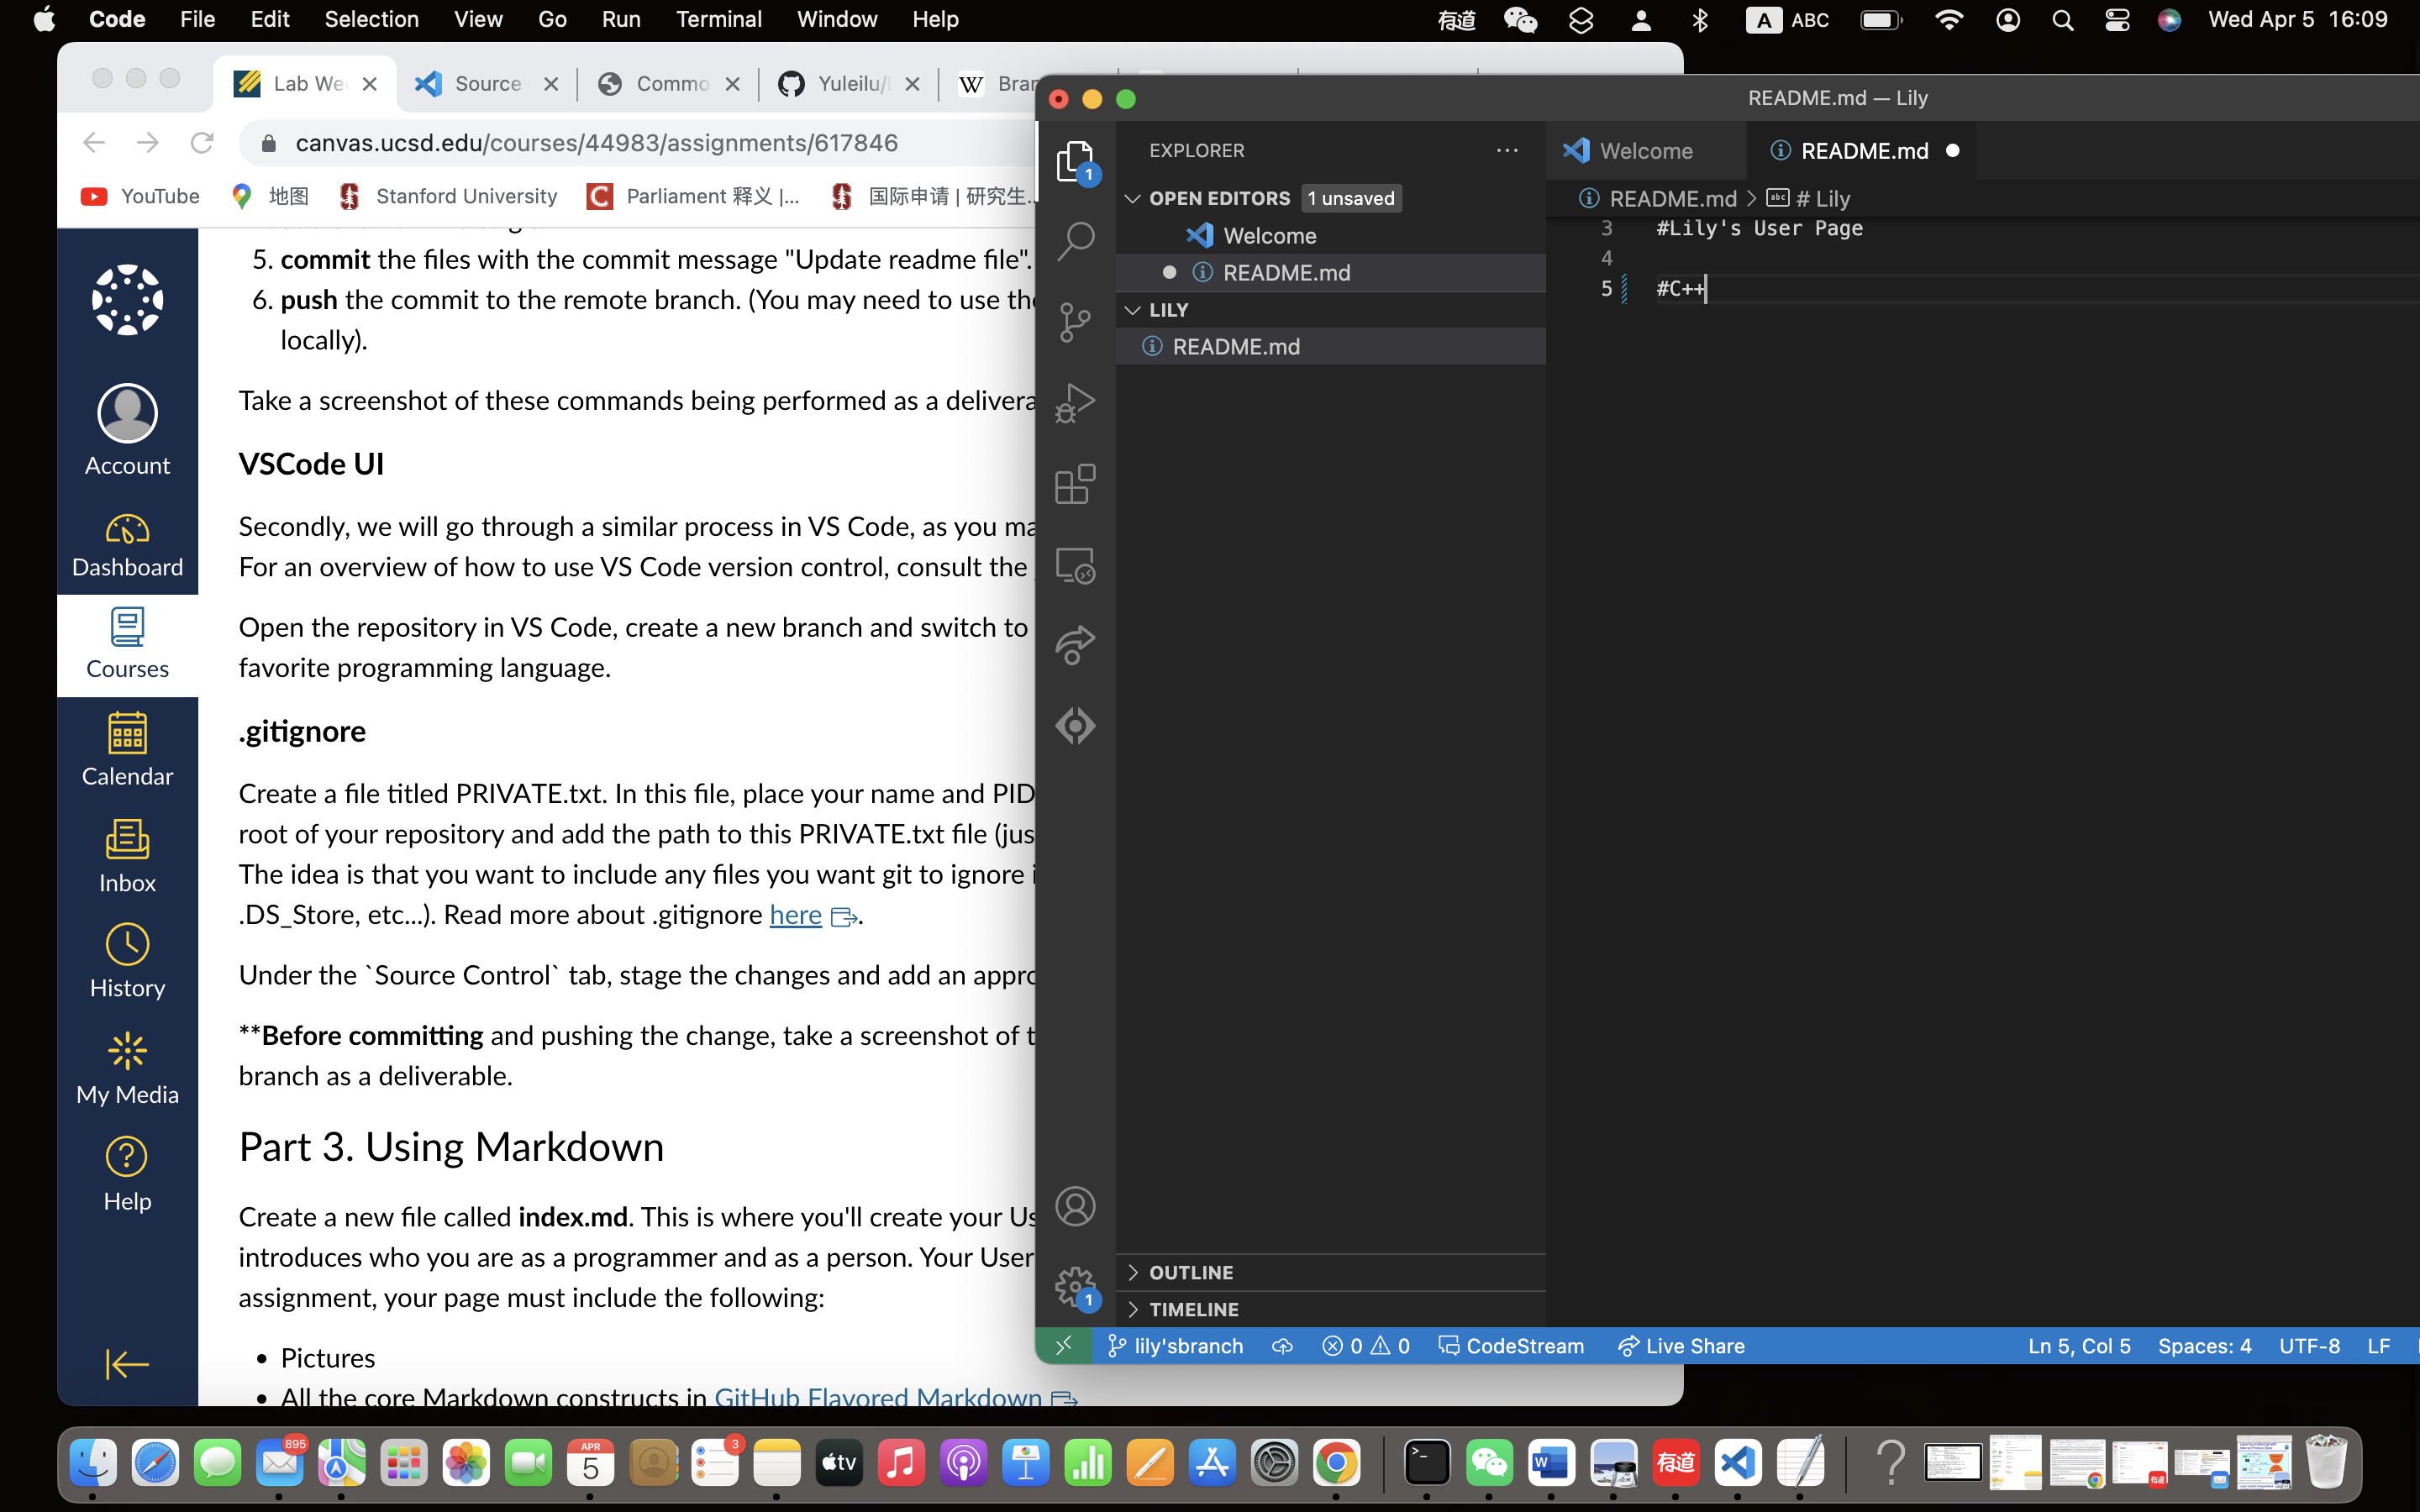 Code File Edit Selection View Go Run Terminal Window Help 有道 A ABC Wed Apr 5 16:09
Lab We Source Commo Yuleilu/ Bran
canvas.ucsd.edu/courses/44983/assignments/617846
YouTube 地图 Stanford University Parliament 释义 |... 国际申请 | 研究生...
5. commit the files with the commit message "Update readme file".
6. push the commit to the remote branch. (You may need to use the
locally).
Take a screenshot of these commands being performed as a delivera
VSCode UI
Secondly, we will go through a similar process in VS Code, as you ma
For an overview of how to use VS Code version control, consult the
Open the repository in VS Code, create a new branch and switch to
favorite programming language.
.gitignore
Create a file titled PRIVATE.txt. In this file, place your name and PID
root of your repository and add the path to this PRIVATE.txt file (jus
The idea is that you want to include any files you want git to ignore i
.DS_Store, etc...). Read more about .gitignore here .
Under the `Source Control` tab, stage the changes and add an appro
**Before committing and pushing the change, take a screenshot of t
branch as a deliverable.
Part 3. Using Markdown
Create a new file called index.md. This is where you'll create your Us
introduces who you are as a programmer and as a person. Your User
assignment, your page must include the following:
• Pictures
• All the core Markdown constructs in GitHub Flavored Markdown
Account
Dashboard
Courses
Calendar
Inbox
History
My Media
Help
README.md — Lily
EXPLORER
OPEN EDITORS 1 unsaved
Welcome
README.md
LILY
README.md
OUTLINE
TIMELINE
1
1
Welcome README.md
README.md > # Lily
3 #Lily's User Page
4
5 #C++
lily'sbranch 0 0 CodeStream Live Share Ln 5, Col 5 Spaces: 4 UTF-8 LF
895 APR 5 3 tv W 有道